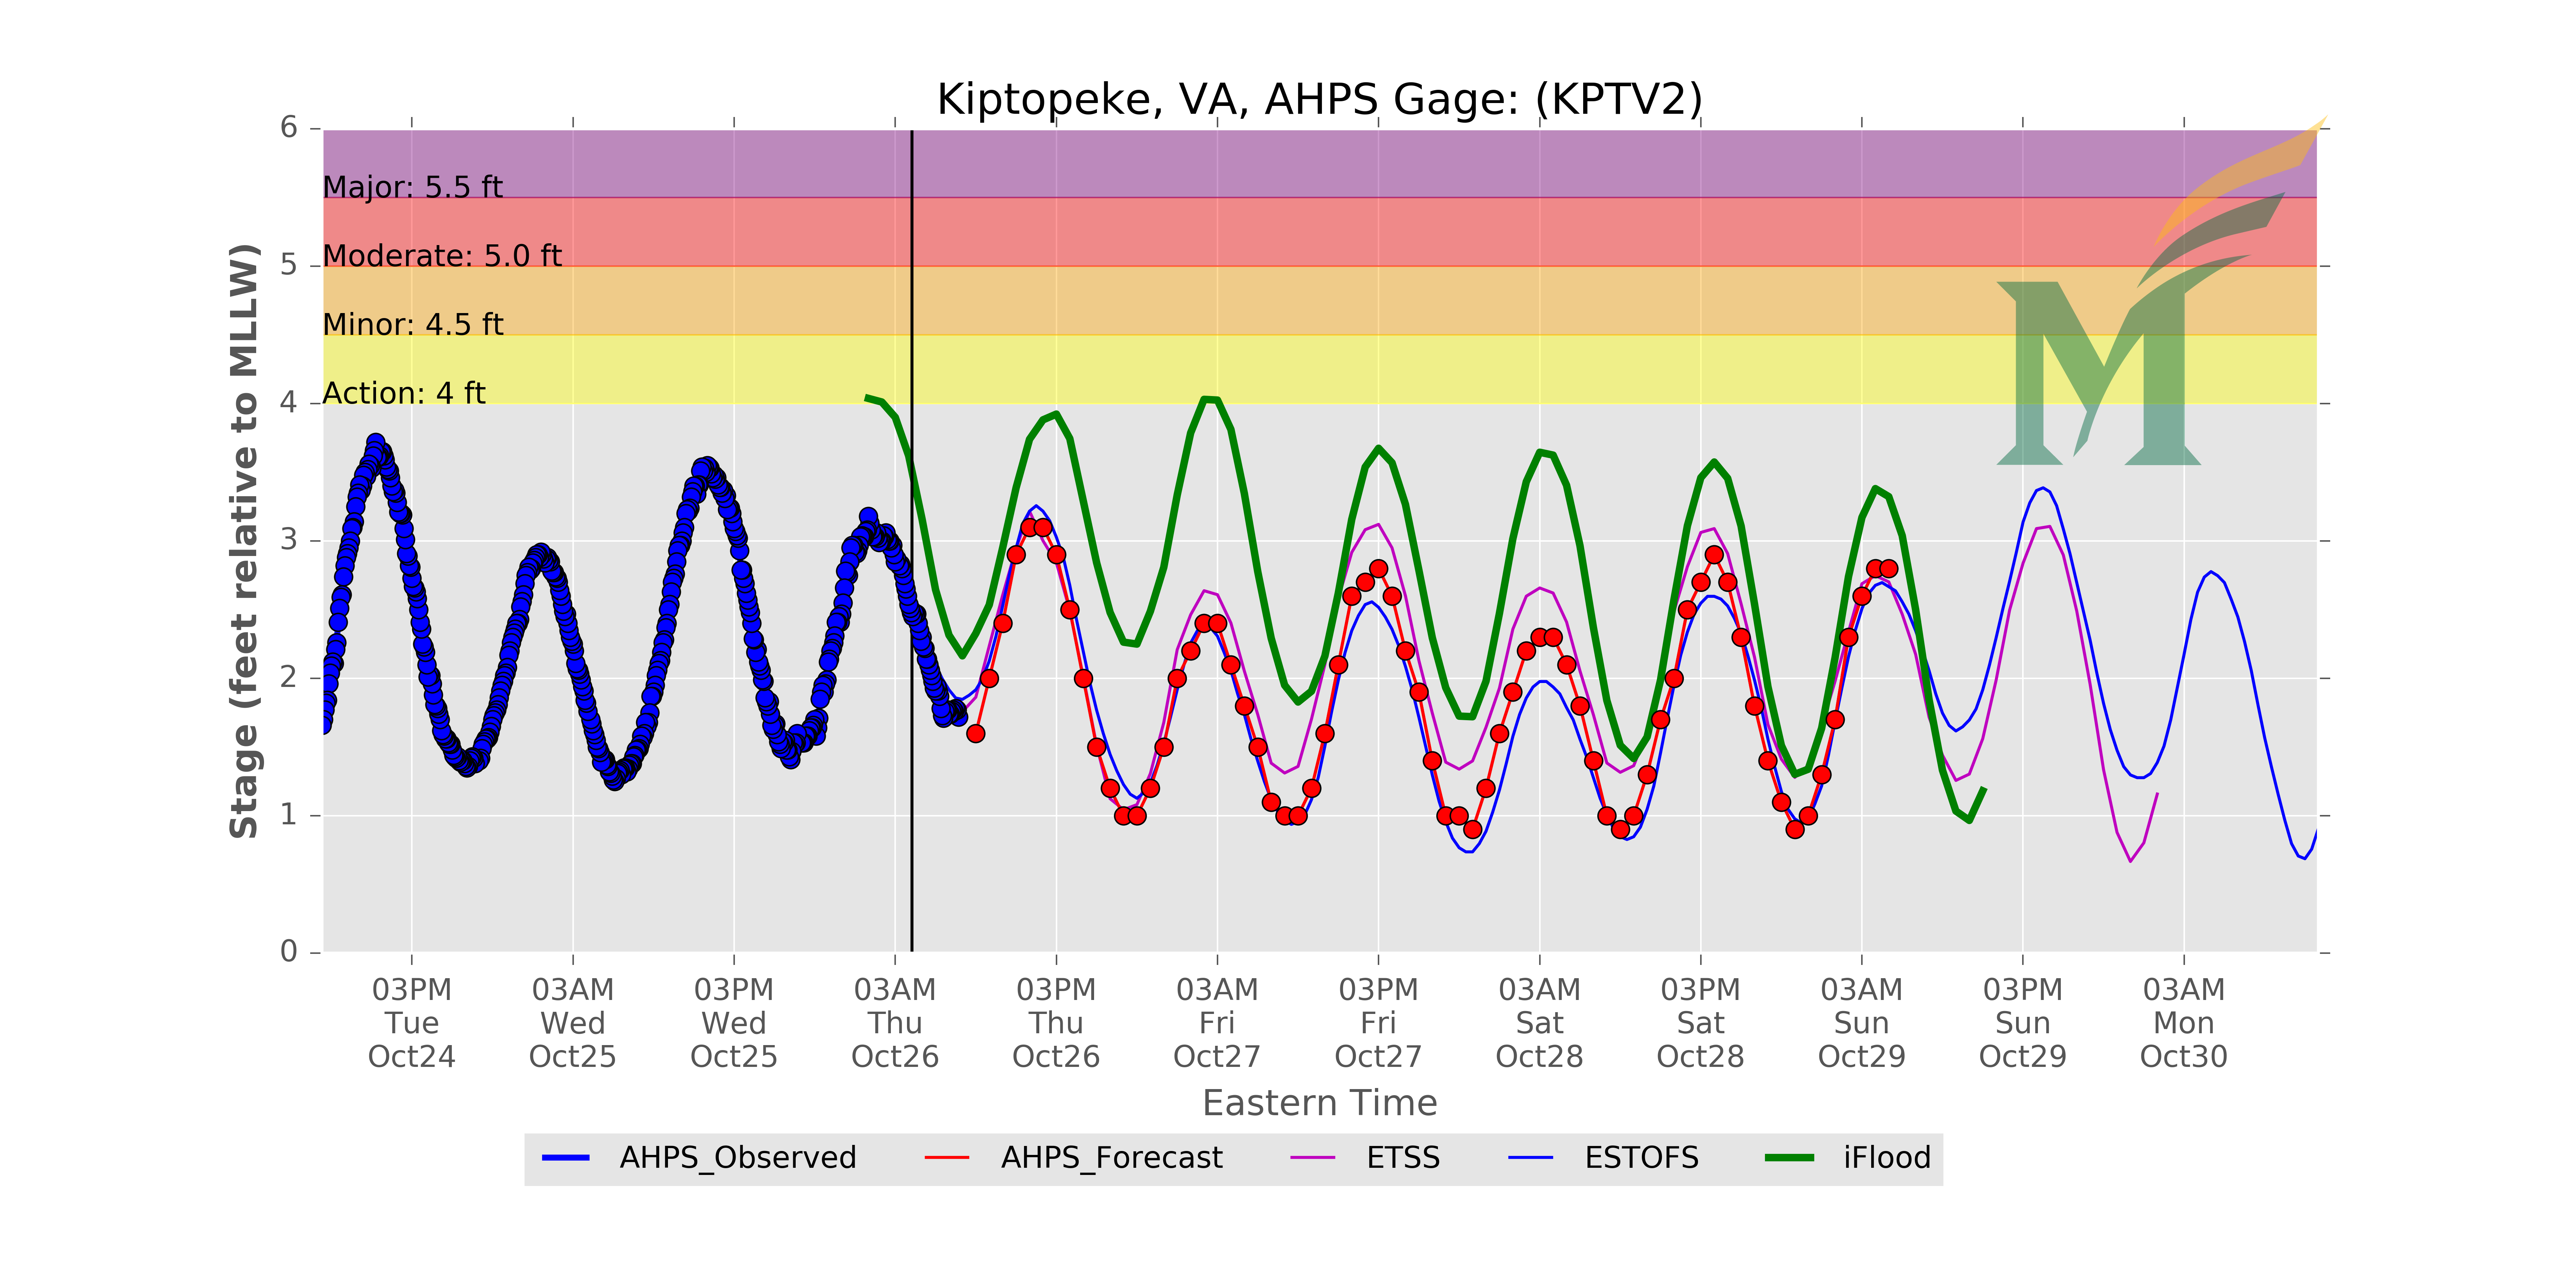 Kiptopeke, VA, AHPS Gage: (KPTV2)
6
5
4
3
2
1
0
Stage (feet relative to MLLW)
Major: 5.5 ft
Moderate: 5.0 ft
Minor: 4.5 ft
Action: 4 ft
M
03PM
Tue
Oct24
03AM
Wed
Oct25
03PM
Wed
Oct25
03AM
Thu
Oct26
03PM
Thu
Oct26
03AM
Fri
Oct27
03PM
Fri
Oct27
03AM
Sat
Oct28
03PM
Sat
Oct28
03AM
Sun
Oct29
03PM
Sun
Oct29
03AM
Mon
Oct30
Eastern Time
AHPS_Observed
AHPS_Forecast
ETSS
ESTOFS
iFlood